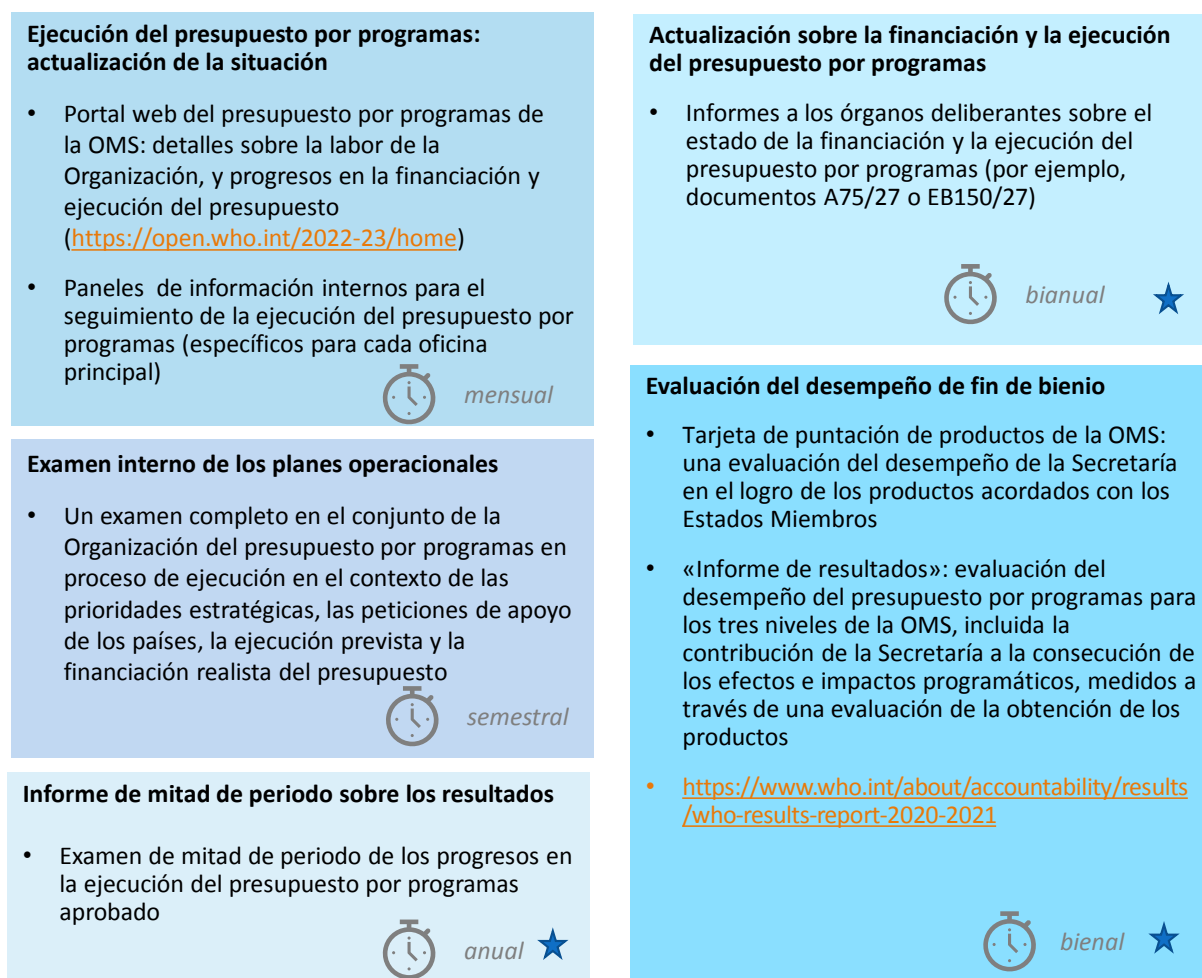 Ejecución del presupuesto por programas:
actualización de la situación
• Portal web del presupuesto por programas de
la OMS: detalles sobre la labor de la
Organización, y progresos en la financiación y
ejecución del presupuesto
(https://open.who.int/2022-23/home)
• Paneles de información internos para el
seguimiento de la ejecución del presupuesto por
programas (específicos para cada oficina
principal)
mensual
Examen interno de los planes operacionales
• Un examen completo en el conjunto de la
Organización del presupuesto por programas en
proceso de ejecución en el contexto de las
prioridades estratégicas, las peticiones de apoyo
de los países, la ejecución prevista y la
financiación realista del presupuesto
semestral
Informe de mitad de periodo sobre los resultados
• Examen de mitad de periodo de los progresos en
la ejecución del presupuesto por programas
aprobado
anual
Actualización sobre la financiación y la ejecución
del presupuesto por programas
• Informes a los órganos deliberantes sobre el
estado de la financiación y la ejecución del
presupuesto por programas (por ejemplo,
documentos A75/27 o EB150/27)
bianual
Evaluación del desempeño de fin de bienio
• Tarjeta de puntación de productos de la OMS:
una evaluación del desempeño de la Secretaría
en el logro de los productos acordados con los
Estados Miembros
• «Informe de resultados»: evaluación del
desempeño del presupuesto por programas para
los tres niveles de la OMS, incluida la
contribución de la Secretaría a la consecución de
los efectos e impactos programáticos, medidos a
través de una evaluación de la obtención de los
productos
• https://www.who.int/about/accountability/results
/who-results-report-2020-2021
bienal